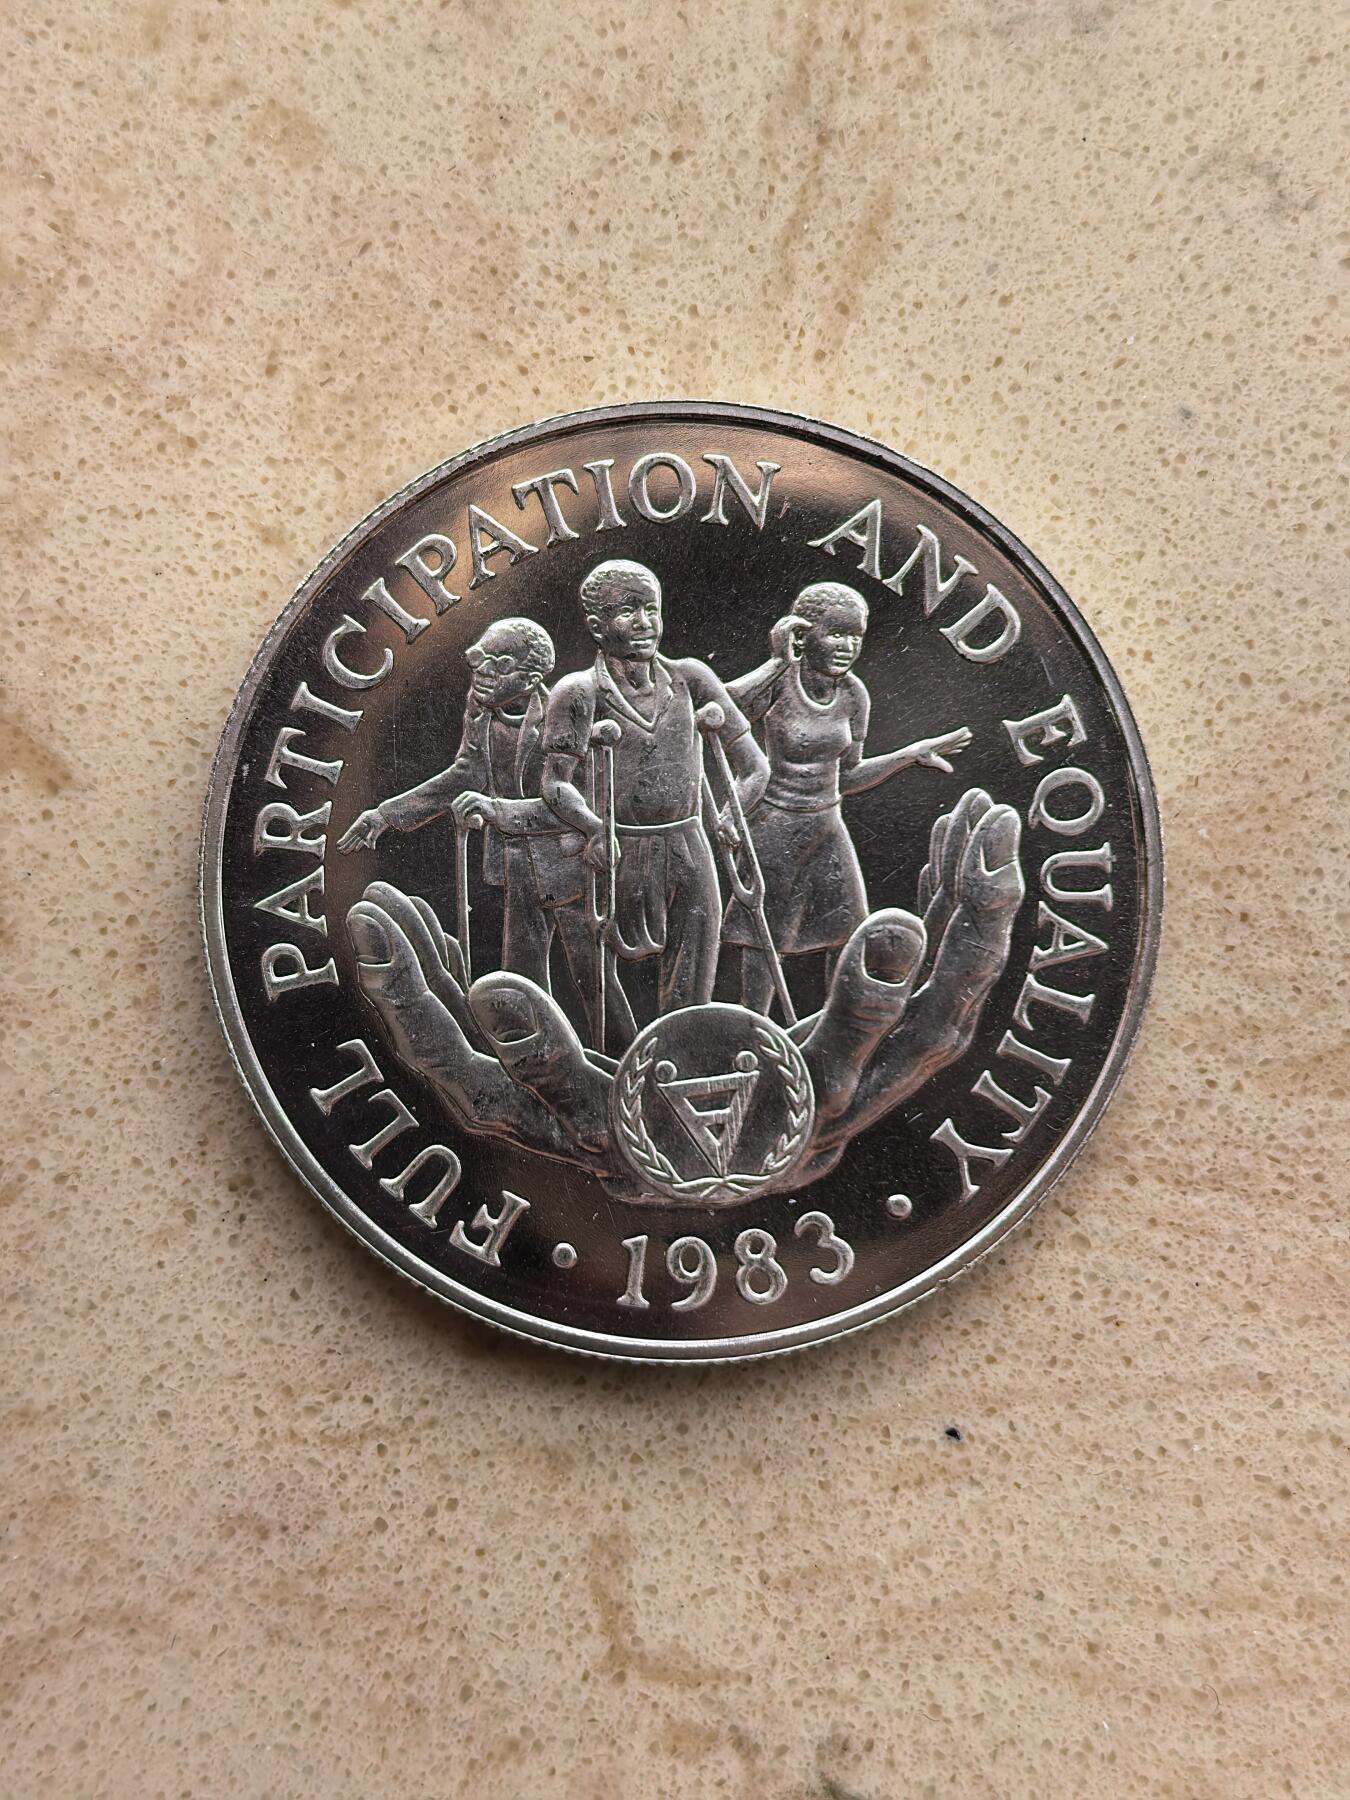 FULL PARTICIPATION AND EQUALITY
• 1983 •